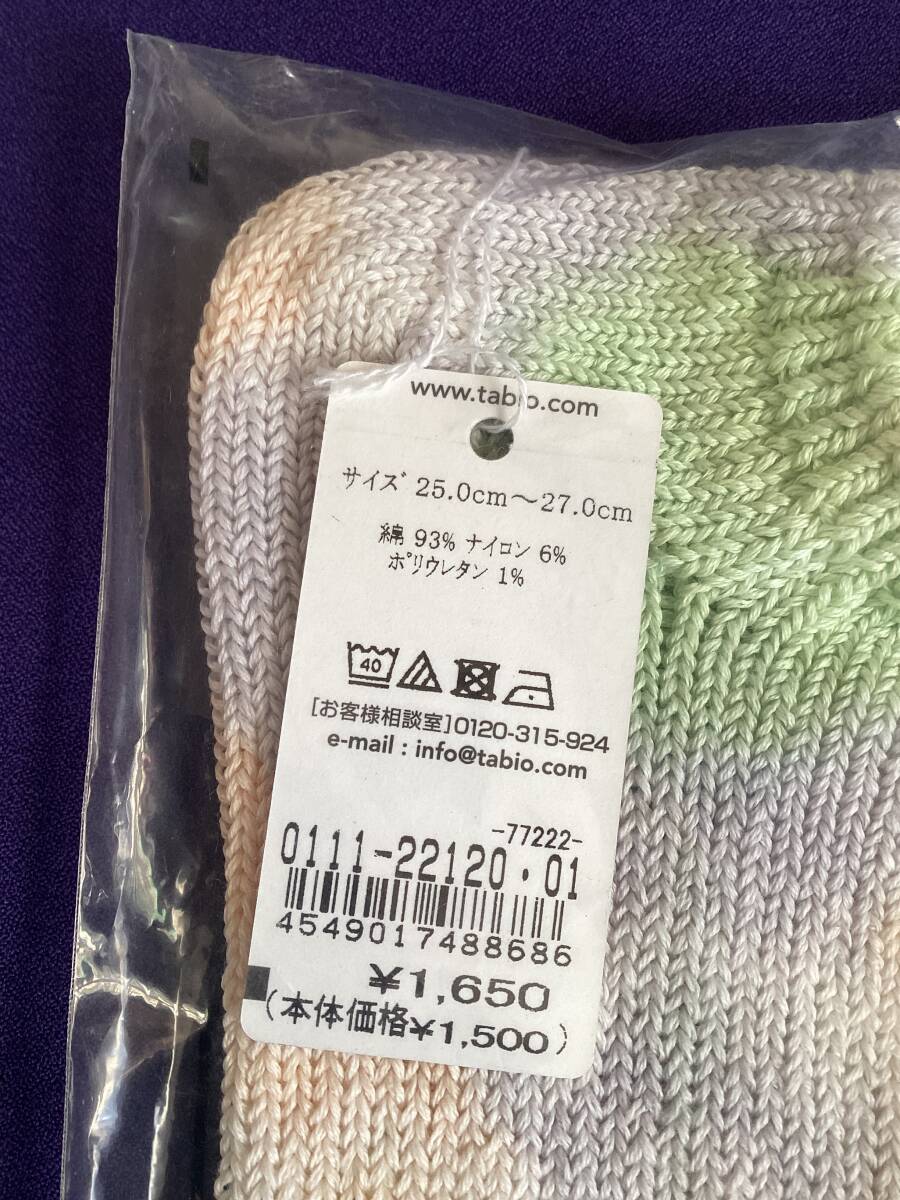 www.tabio.com
サイズ 25.0cm～27.0cm
綿 93% ナイロン 6%
ポリウレタン 1%
40
[お客様相談室]0120-315-924
e-mail : info@tabio.com
-77222-
0111-22120・01
4549017488686
¥1,650
(本体価格¥1,500)